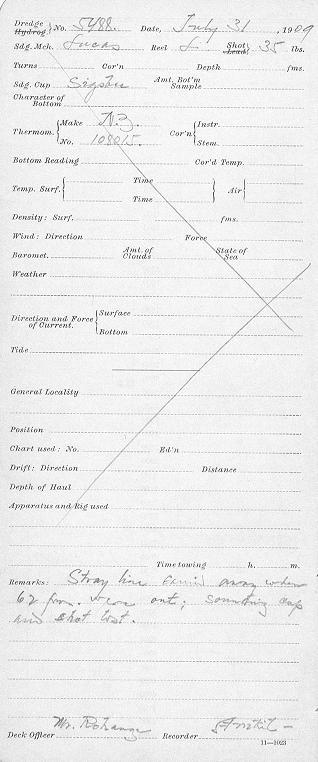 Dredge
Hydrog. } No. 5488. Date, July 31, 1909
Sdg. Mch. Lucas Reel L. Shot
Lead } 35 lbs.
Turns Cor'n Depth fms.
Sdg. Cup Sigsbee Amt. Bot'm
Sample
Character of
Bottom
Thermom. { Make N.Z. Cor'n { Instr.
No. 108015. Stem.
Bottom Reading Cor'd Temp.
Temp. Surf. { Time } Air {
Time
Density: Surf. fms.
Wind: Direction Force
Baromet. Amt. of
Clouds State of
Sea
Weather
Direction and Force
of Current. { Surface
Bottom
Tide
General Locality
Position
Chart used: No. Ed'n
Drift: Direction Distance
Depth of Haul
Apparatus and Rig used
Time towing h. m.
Remarks: Stray line carried away when
62 fms. were out; sounding cup
and shot lost.
Deck Officer Mr. Recorder
11—1023